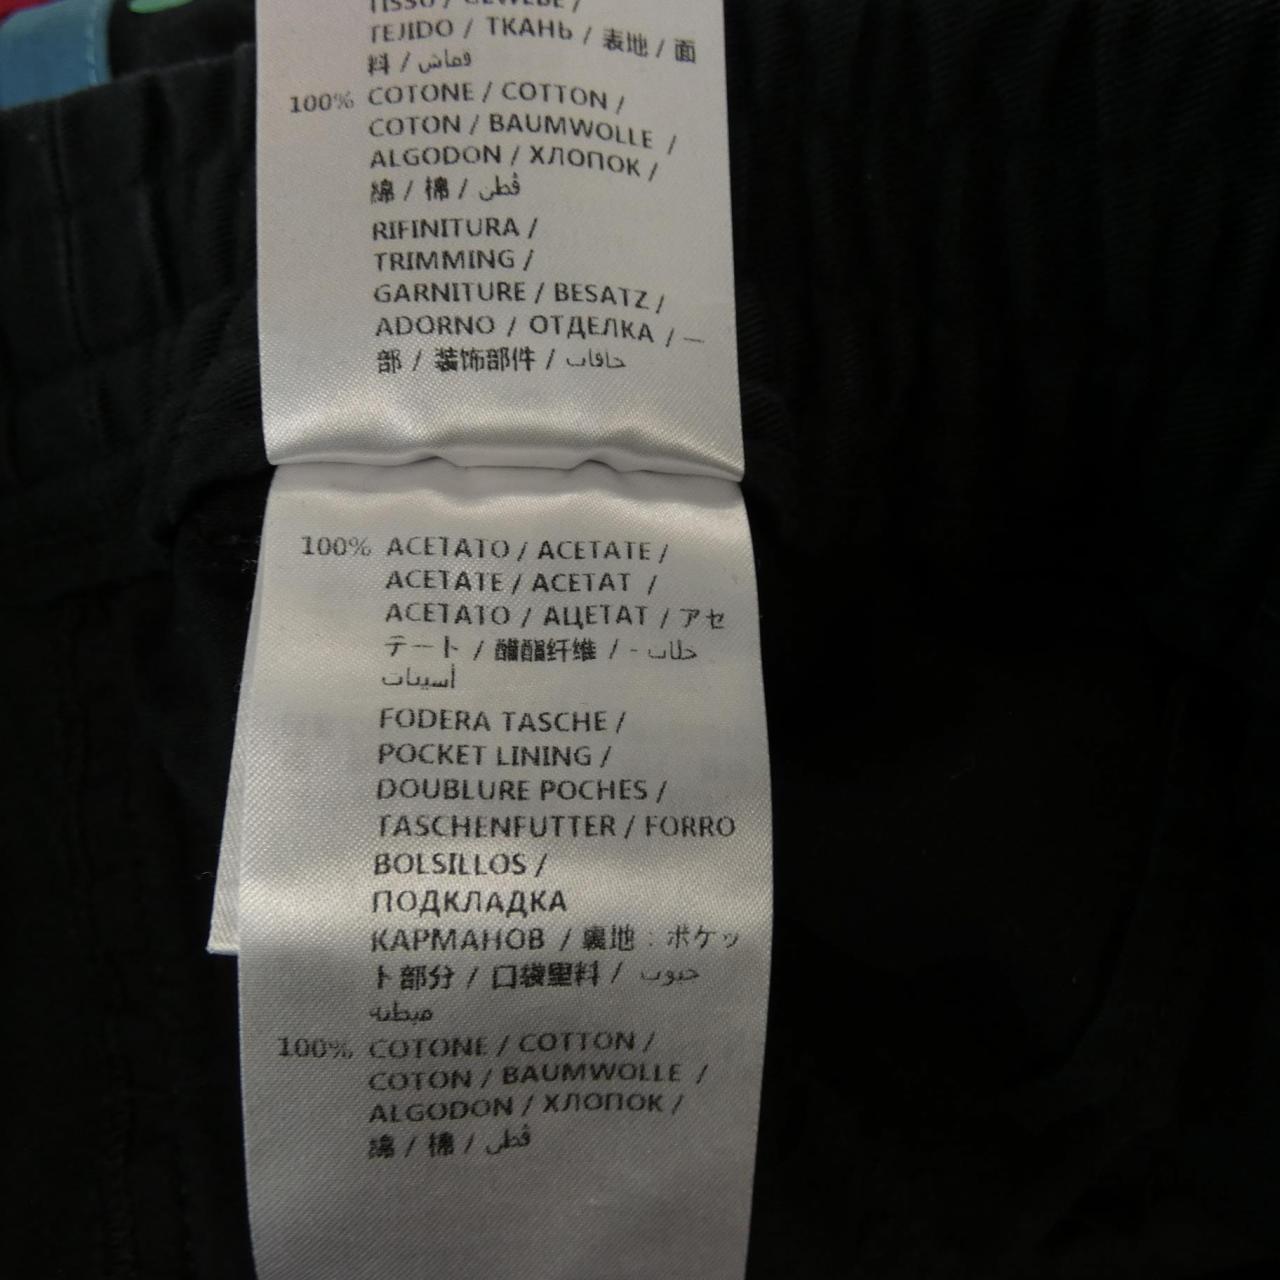 TISSU / GEWEBE /
TEJIDO / ТКАНЬ / 表地 / 面
料 / قماش
100% COTONE / COTTON /
COTON / BAUMWOLLE /
ALGODON / ХЛОПОК /
綿 / 棉 / قطن
RIFINITURA /
TRIMMING /
GARNITURE / BESATZ /
ADORNO / ОТДЕЛКА / 一
部 / 装饰部件 / حافات
100% ACETATO / ACETATE /
ACETATE / ACETAT /
ACETATO / АЦЕТАТ / アセ
テート / 醋酯纤维 / -
FODERA TASCHE /
POCKET LINING /
DOUBLURE POCHES /
TASCHENFUTTER / FORRO
BOLSILLOS /
ПОДКЛАДКА
КАРМАНОВ / 裏地：ポケッ
ト部分 / 口袋里料 /
100% COTONE / COTTON /
COTON / BAUMWOLLE /
ALGODON / ХЛОПОК /
綿 / 棉 / قطن